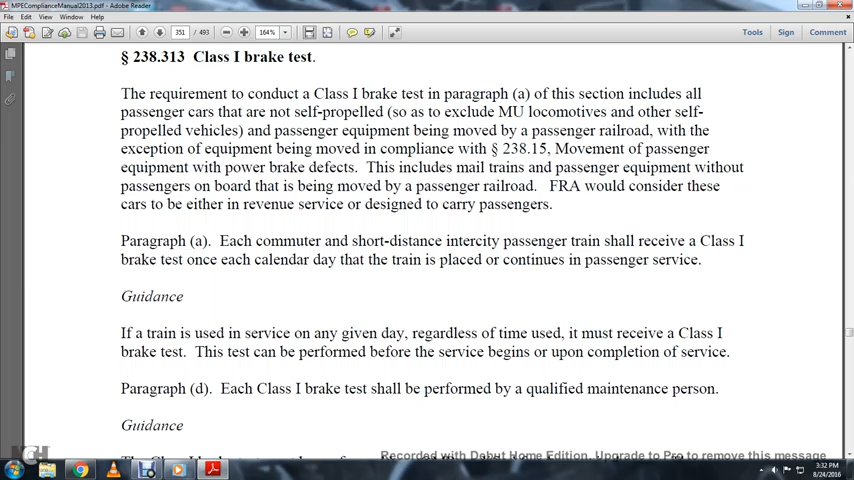 MPEComplianceManual2013.pdf - Adobe Reader
File Edit View Window Help
351 / 493 164% Tools Sign Comment
§ 238.313 Class I brake test.
The requirement to conduct a Class I brake test in paragraph (a) of this section includes all
passenger cars that are not self-propelled (so as to exclude MU locomotives and other self-
propelled vehicles) and passenger equipment being moved by a passenger railroad, with the
exception of equipment being moved in compliance with § 238.15, Movement of passenger
equipment with power brake defects. This includes mail trains and passenger equipment without
passengers on board that is being moved by a passenger railroad. FRA would consider these
cars to be either in revenue service or designed to carry passengers.
Paragraph (a). Each commuter and short-distance intercity passenger train shall receive a Class I
brake test once each calendar day that the train is placed or continues in passenger service.
Guidance
If a train is used in service on any given day, regardless of time used, it must receive a Class I
brake test. This test can be performed before the service begins or upon completion of service.
Paragraph (d). Each Class I brake test shall be performed by a qualified maintenance person.
Guidance
Recorded with Debut Home Edition. Upgrade to Pro to remove this message
NCH
3:32 PM
8/24/2016